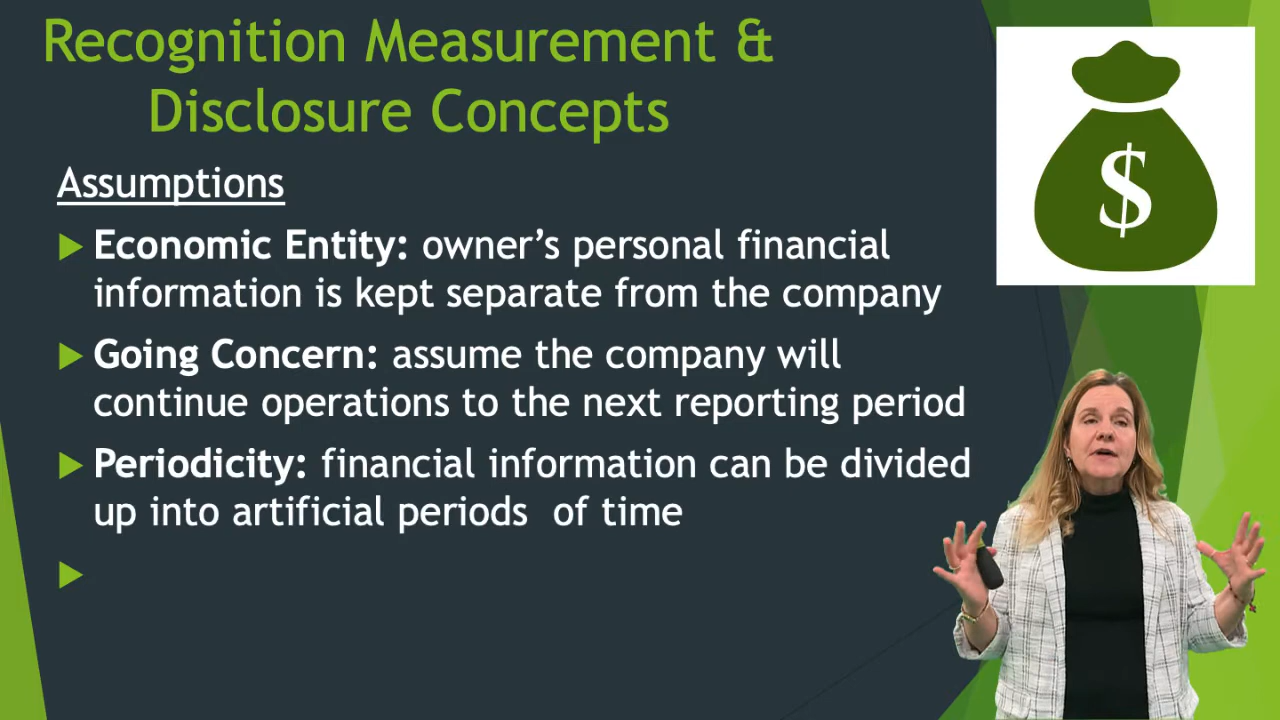 Recognition Measurement &
Disclosure Concepts
Assumptions
Economic Entity: owner’s personal financial
information is kept separate from the company
Going Concern: assume the company will
continue operations to the next reporting period
Periodicity: financial information can be divided
up into artificial periods  of time
$